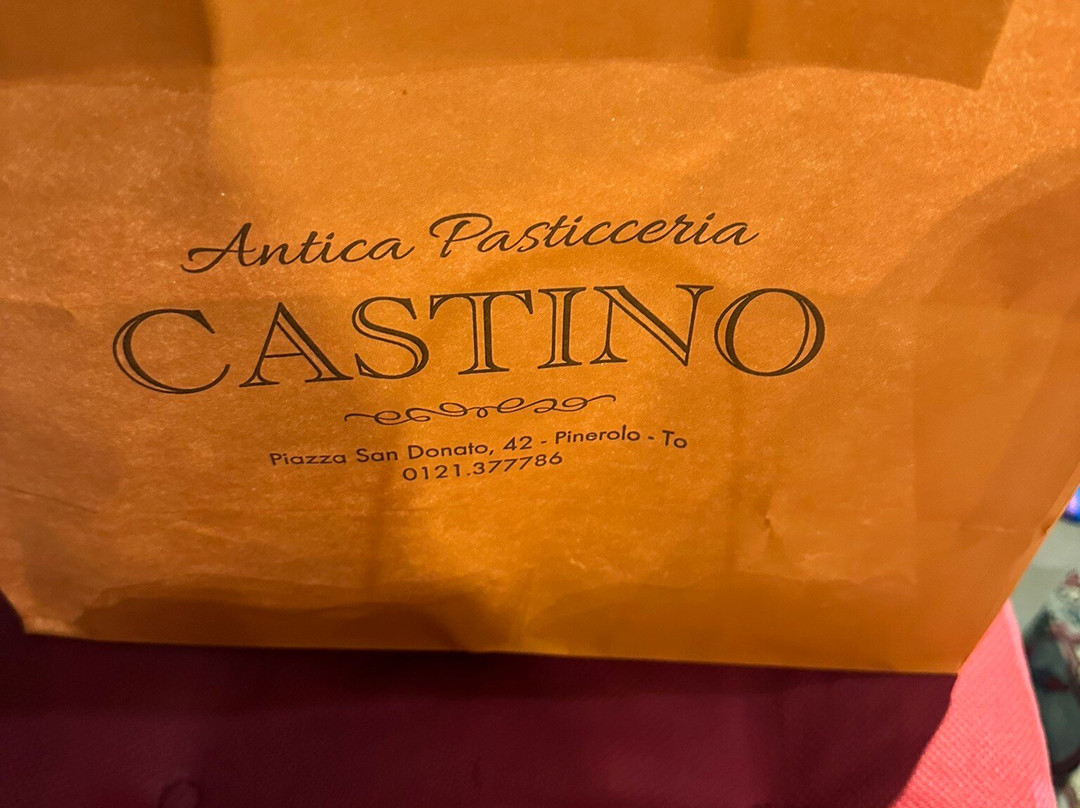 Antica Pasticceria
CASTINO
Piazza San Donato, 42 - Pinerolo - To
0121.377786